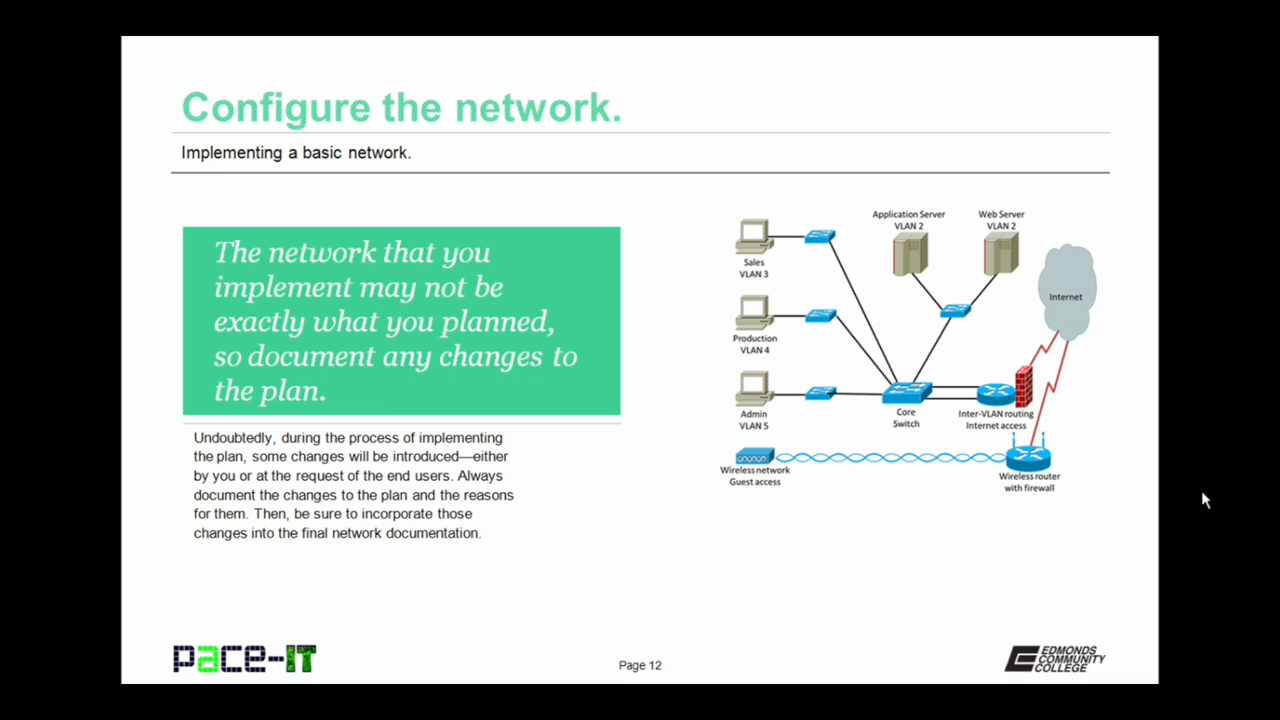 Configure the network.
Implementing a basic network.
The network that you
implement may not be
exactly what you planned,
so document any changes to
the plan.
Undoubtedly, during the process of implementing
the plan, some changes will be introduced—either
by you or at the request of the end users. Always
document the changes to the plan and the reasons
for them. Then, be sure to incorporate those
changes into the final network documentation.
Application Server
VLAN 2
Web Server
VLAN 2
Sales
VLAN 3
Internet
Production
VLAN 4
Admin
VLAN 5
Core
Switch
Inter-VLAN routing
Internet access
Wireless network
Guest access
Wireless router
with firewall
pace-IT
Page 12
EDMONDS
COMMUNITY
COLLEGE